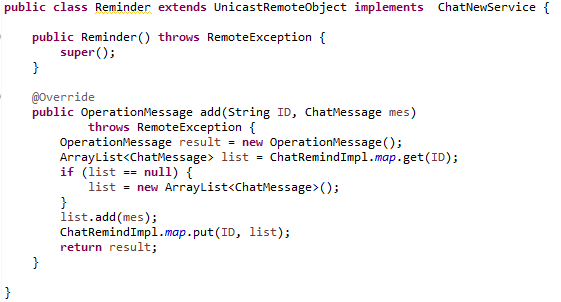 public class Reminder extends UnicastRemoteObject implements  ChatNewService {

    public Reminder() throws RemoteException {
        super();
    }

    @Override
    public OperationMessage add(String ID, ChatMessage mes)
            throws RemoteException {
        OperationMessage result = new OperationMessage();
        ArrayList<ChatMessage> list = ChatRemindImpl.map.get(ID);
        if (list == null) {
            list = new ArrayList<ChatMessage>();
        }
        list.add(mes);
        ChatRemindImpl.map.put(ID, list);
        return result;
    }

}